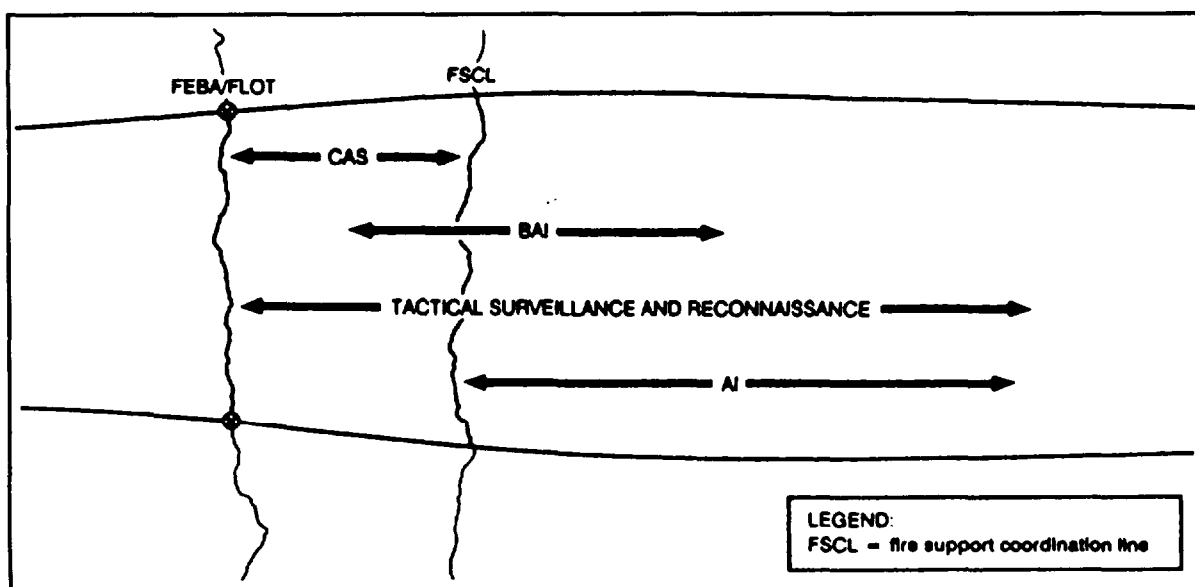 FEBA/FLOT
FSCL
CAS
BAI
TACTICAL SURVEILLANCE AND RECONNAISSANCE
AI
LEGEND:
FSCL = fire support coordination line